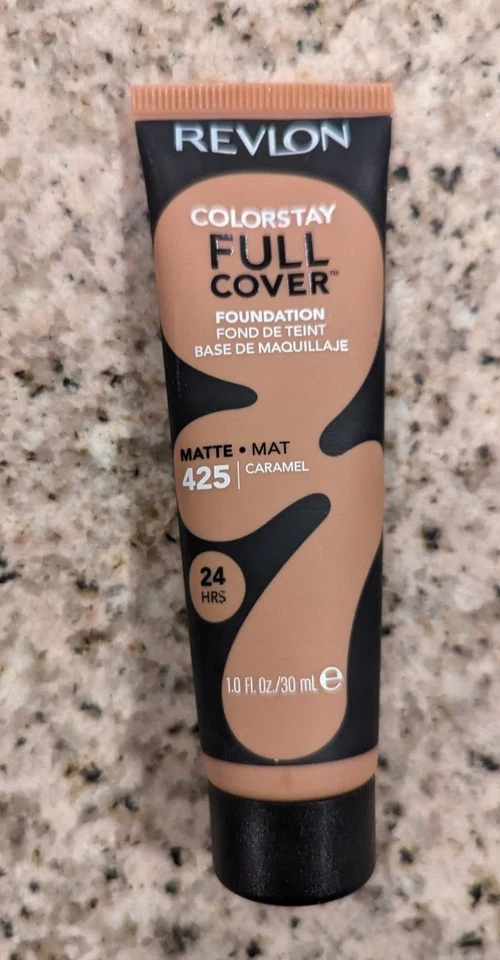 REVLON
COLORSTAY
FULL
COVER™
FOUNDATION
FOND DE TEINT
BASE DE MAQUILLAJE
MATTE • MAT
425 | CARAMEL
24
HRS
1.0 Fl. Oz./30 mL e